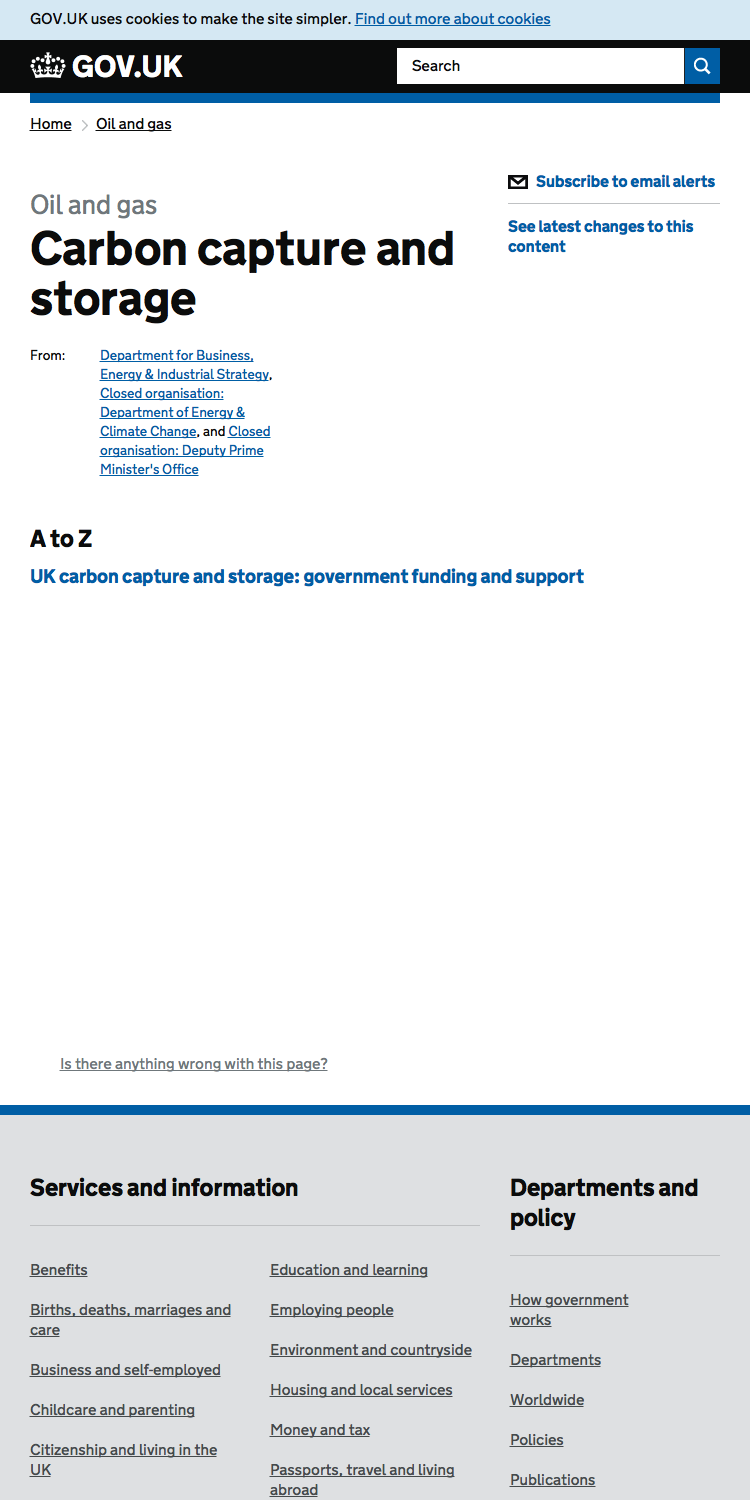 GOV.UK uses cookies to make the site simpler. Find out more about cookies
GOV.UK
Search
Home
Oil and gas
Subscribe to email alerts
See latest changes to this
content
Oil and gas
Carbon capture and
storage
From:
Department for Business,
Energy & Industrial Strategy,
Closed organisation:
Department of Energy &
Climate Change, and Closed
organisation: Deputy Prime
Minister's Office
A to Z
UK carbon capture and storage: government funding and support
Is there anything wrong with this page?
Services and information
Benefits
Births, deaths, marriages and
care
Business and self-employed
Childcare and parenting
Citizenship and living in the
UK
Education and learning
Employing people
Environment and countryside
Housing and local services
Money and tax
Passports, travel and living
abroad
Departments and
policy
How government
works
Departments
Worldwide
Policies
Publications